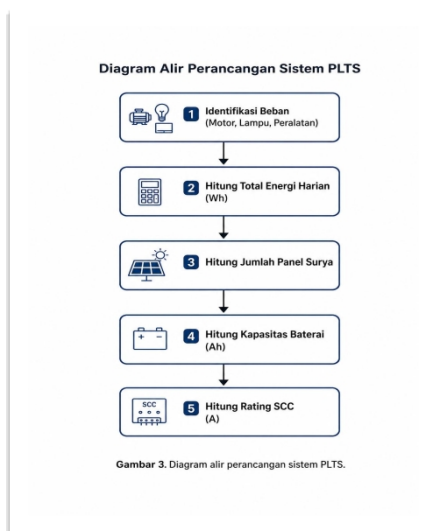 Diagram Alir Perancangan Sistem PLTS
1 Identifikasi Beban
(Motor, Lampu, Peralatan)
2 Hitung Total Energi Harian
(Wh)
3 Hitung Jumlah Panel Surya
4 Hitung Kapasitas Baterai
(Ah)
SCC
5 Hitung Rating SCC
(A)
Gambar 3. Diagram alir perancangan sistem PLTS.